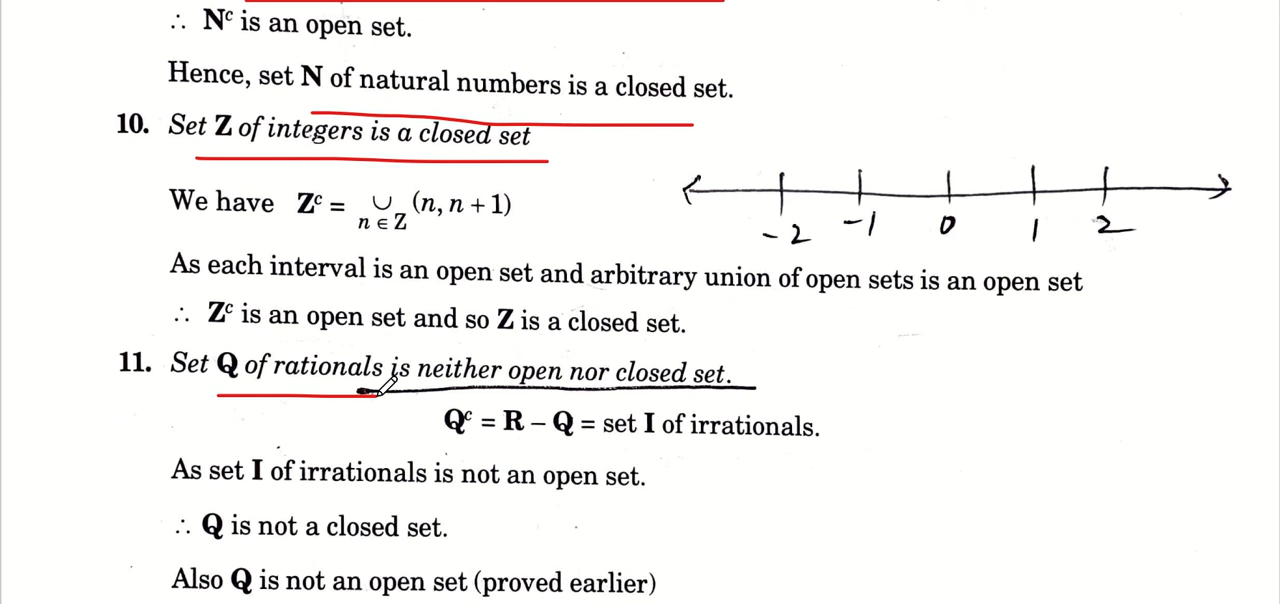 ∴ Nᶜ is an open set.
Hence, set N of natural numbers is a closed set.
10. Set Z of integers is a closed set
We have Zᶜ = ∪ (n, n + 1)
n ∈ Z
-2 -1 0 1 2
As each interval is an open set and arbitrary union of open sets is an open set
∴ Zᶜ is an open set and so Z is a closed set.
11. Set Q of rationals is neither open nor closed set.
Qᶜ = R – Q = set I of irrationals.
As set I of irrationals is not an open set.
∴ Q is not a closed set.
Also Q is not an open set (proved earlier)